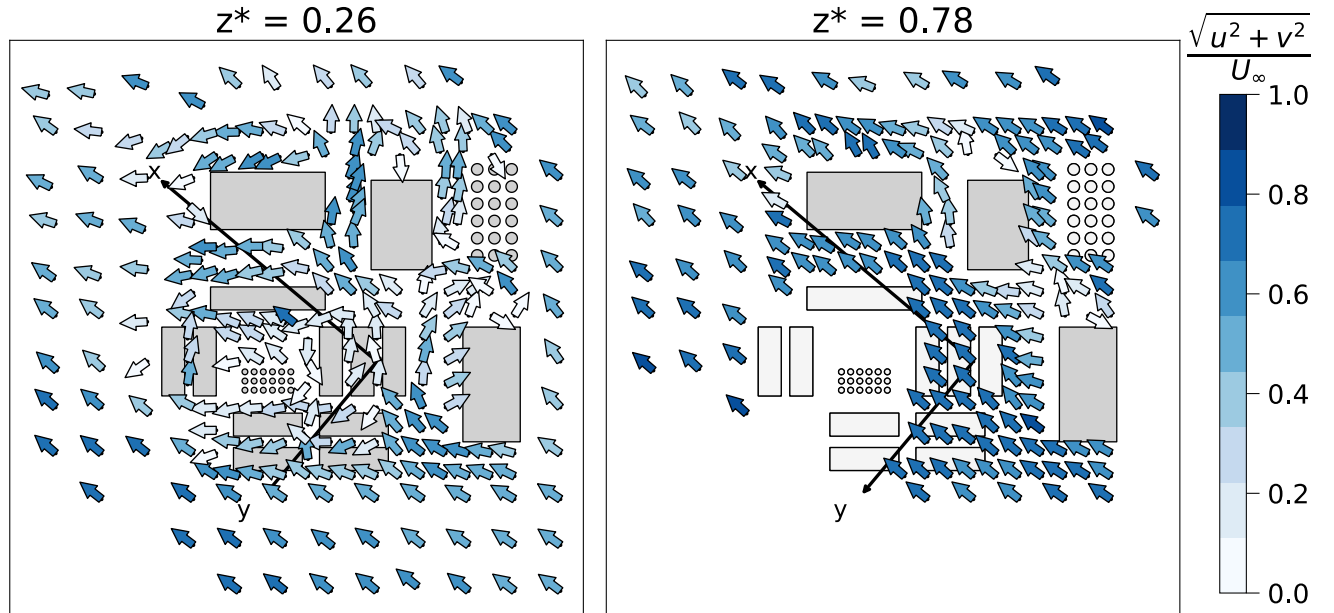 z* = 0.26
z* = 0.78
√u² + v²
U∞
x
y
x
y
1.0
0.8
0.6
0.4
0.2
0.0